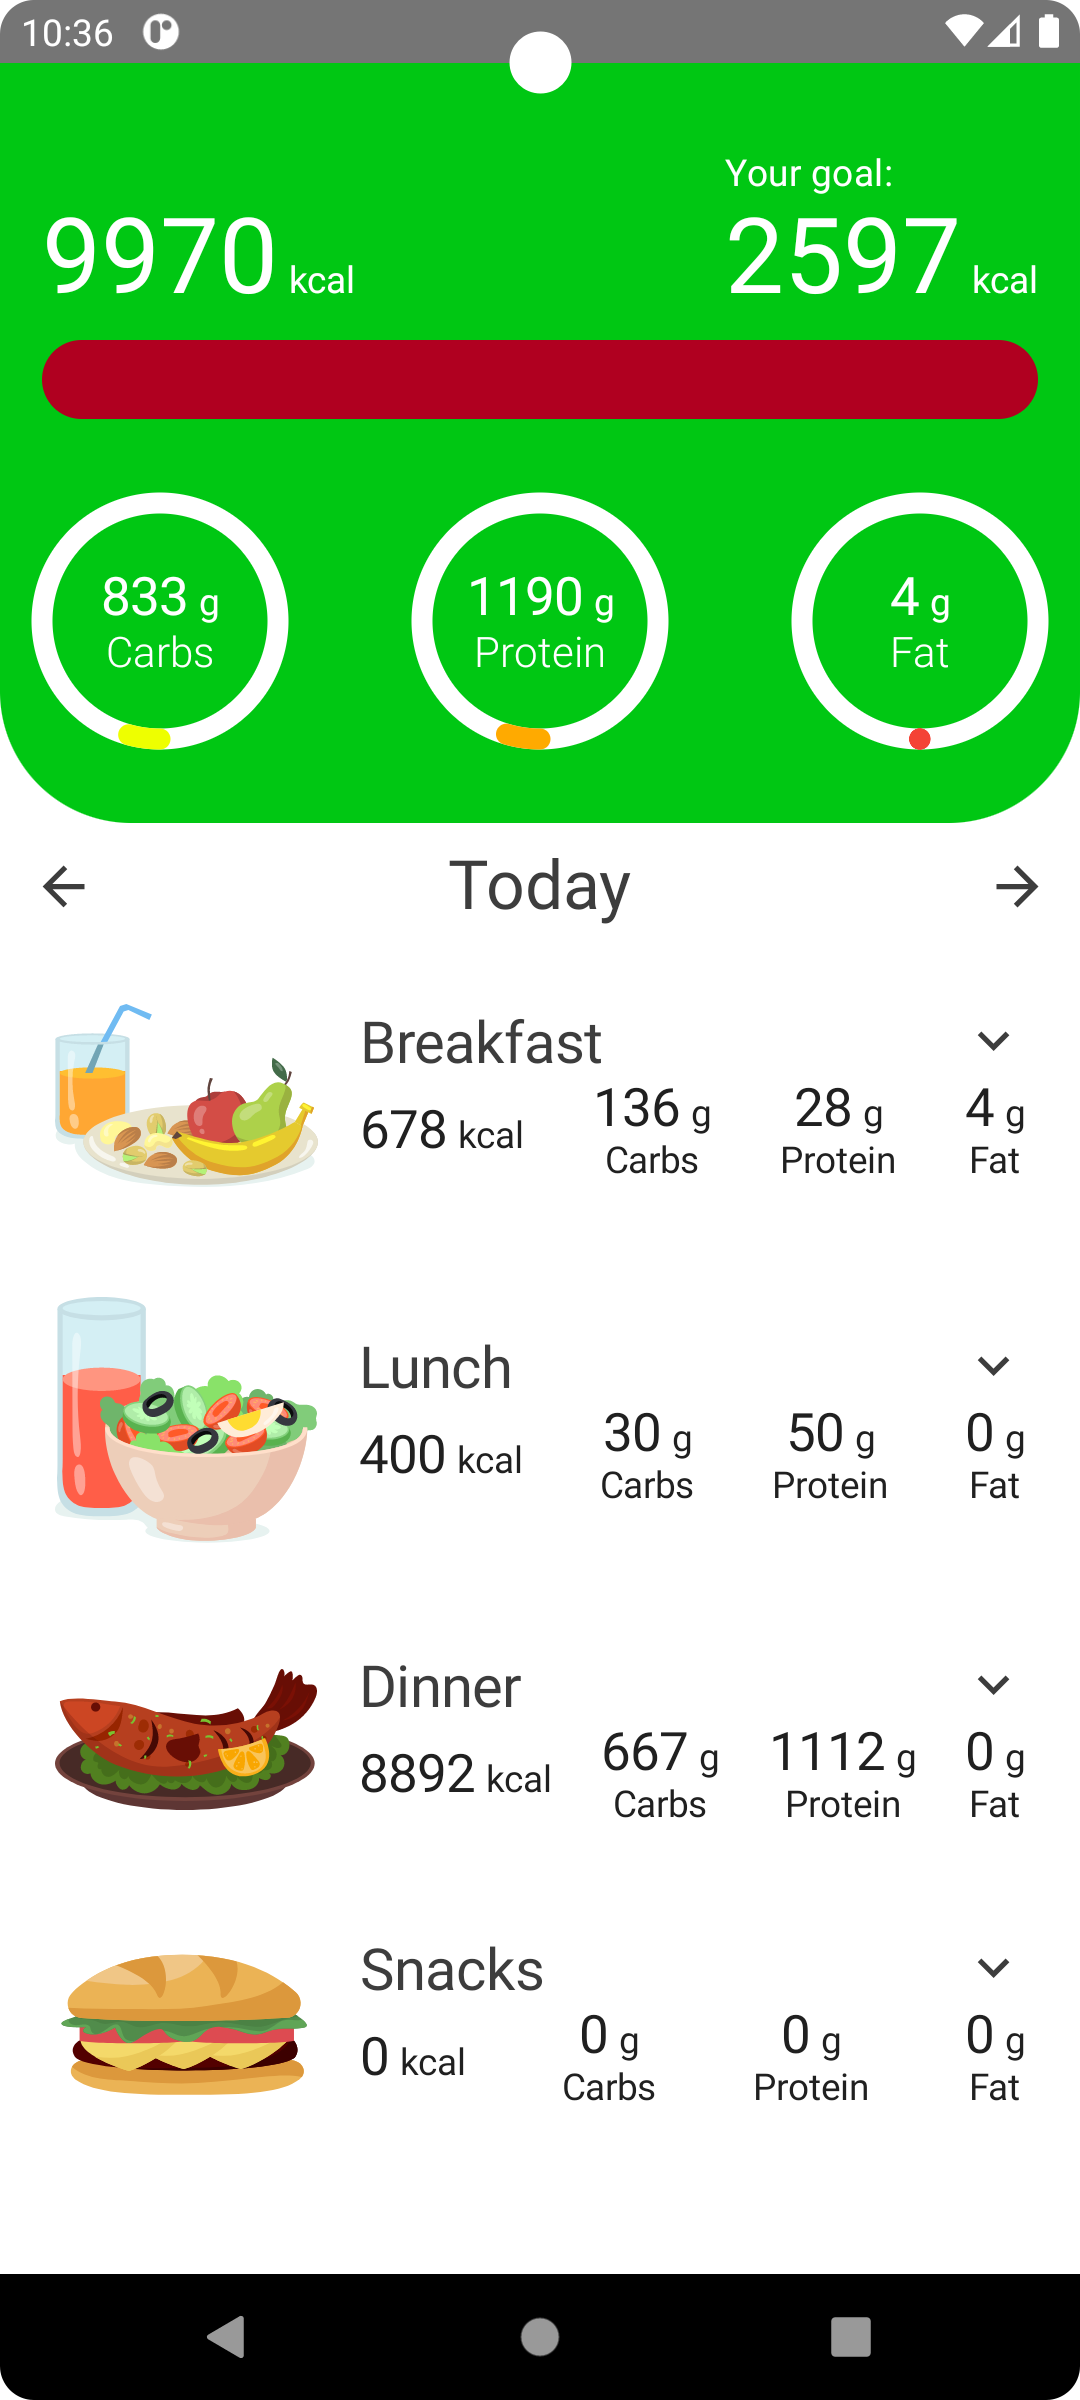 10:36
Your goal:
9970 kcal
2597 kcal
833 g
Carbs
1190 g
Protein
4 g
Fat
Today
Breakfast
678 kcal
136 g
Carbs
28 g
Protein
4 g
Fat
Lunch
400 kcal
30 g
Carbs
50 g
Protein
0 g
Fat
Dinner
8892 kcal
667 g
Carbs
1112 g
Protein
0 g
Fat
Snacks
0 kcal
0 g
Carbs
0 g
Protein
0 g
Fat